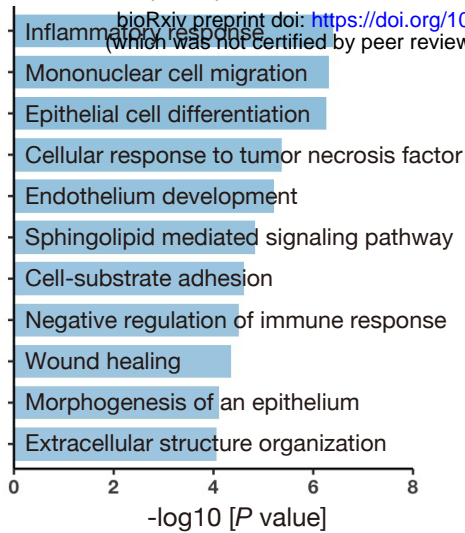 bioRxiv preprint doi: https://doi.org/10
(which was not certified by peer review
Inflammatory response
Mononuclear cell migration
Epithelial cell differentiation
Cellular response to tumor necrosis factor
Endothelium development
Sphingolipid mediated signaling pathway
Cell-substrate adhesion
Negative regulation of immune response
Wound healing
Morphogenesis of an epithelium
Extracellular structure organization
0 2 4 6 8
-log10 [P value]